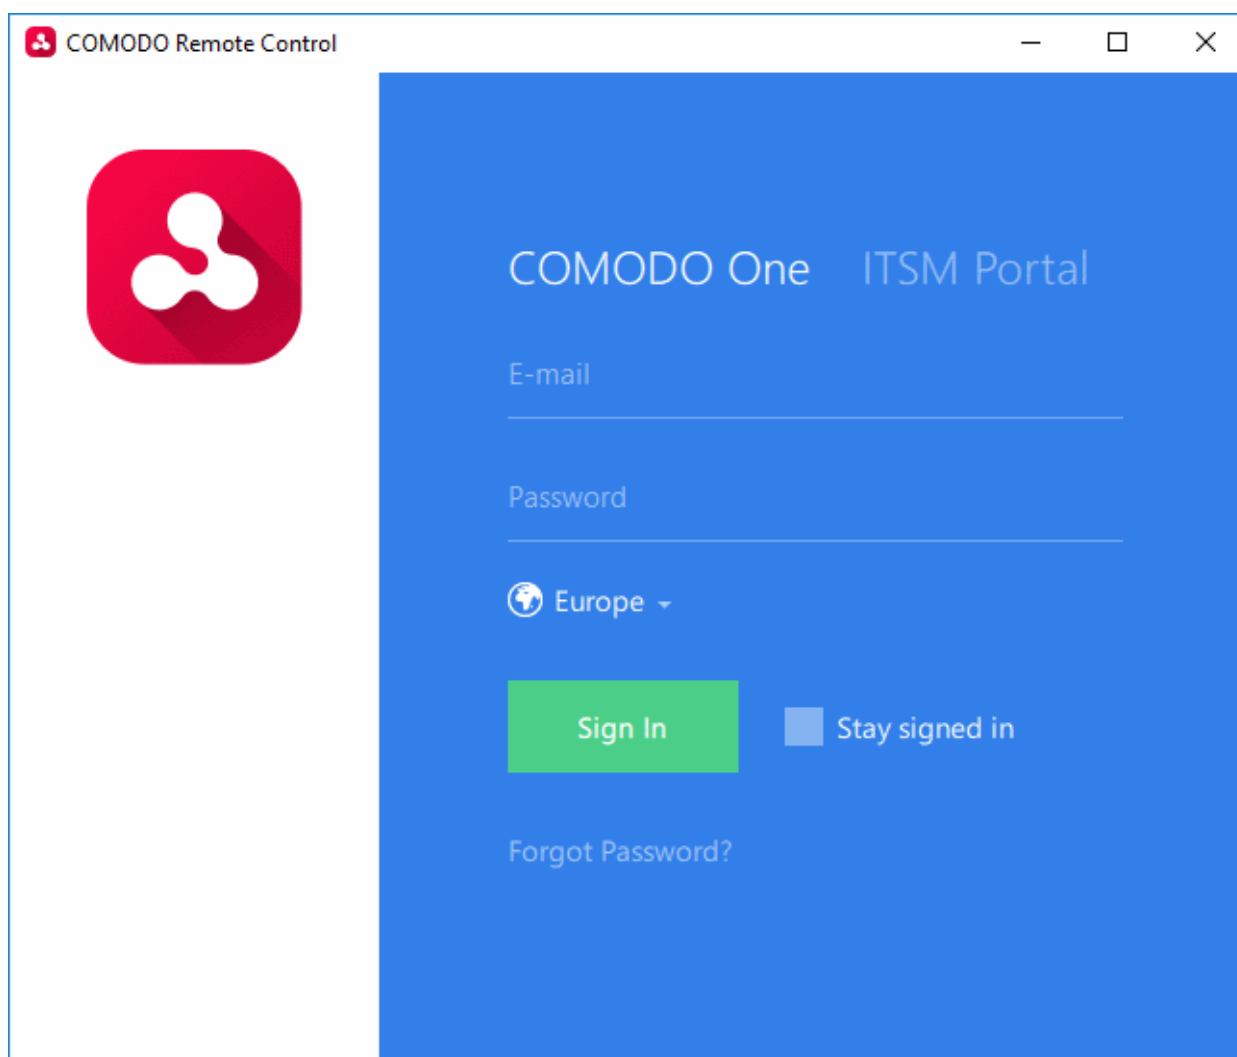 COMODO Remote Control
COMODO One ITSM Portal
E-mail
Password
Europe
Sign In Stay signed in
Forgot Password?